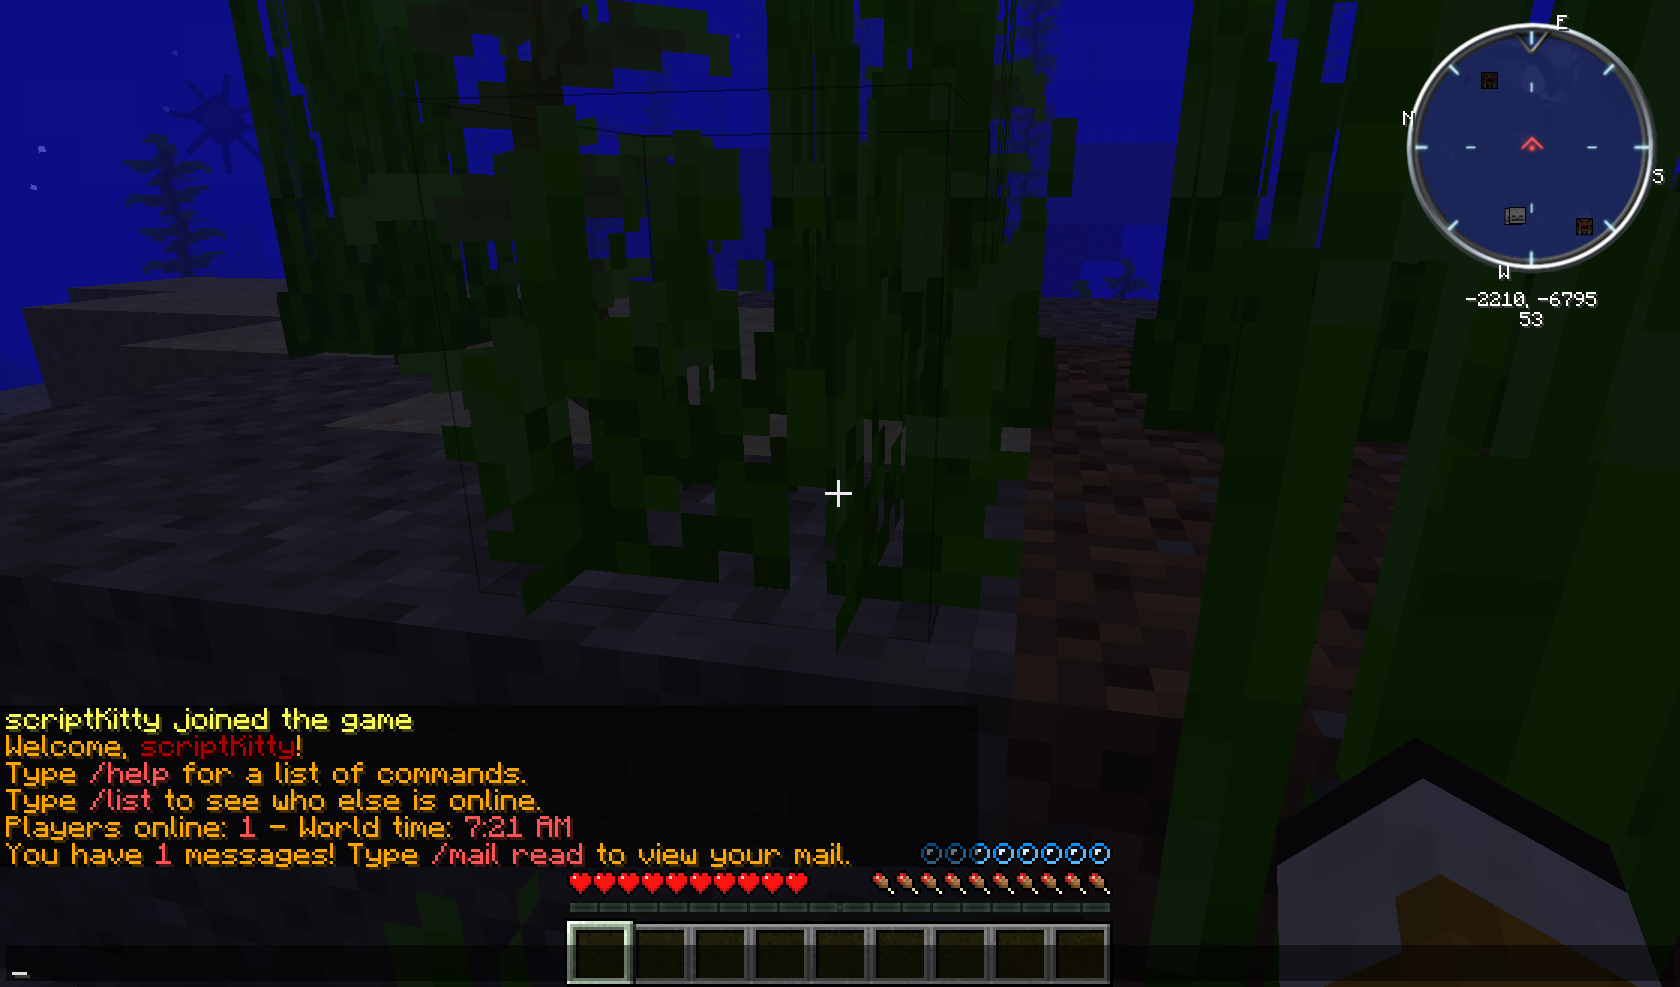 E
N
S
W
-2210, -6795
53
scriptKitty joined the game
Welcome, scriptKitty!
Type /help for a list of commands.
Type /list to see who else is online.
Players online: 1 - World time: 7:21 AM
You have 1 messages! Type /mail read to view your mail.
_